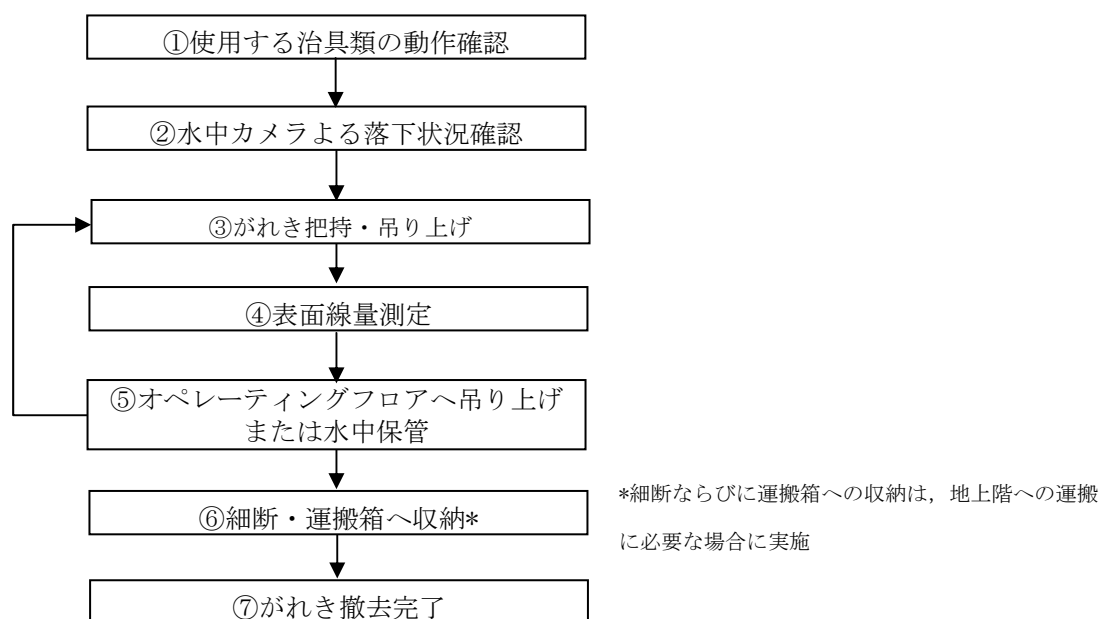 ①使用する治具類の動作確認
②水中カメラよる落下状況確認
③がれき把持・吊り上げ
④表面線量測定
⑤オペレーティングフロアへ吊り上げ
または水中保管
⑥細断・運搬箱へ収納*
*細断ならびに運搬箱への収納は，地上階への運搬
に必要な場合に実施
⑦がれき撤去完了